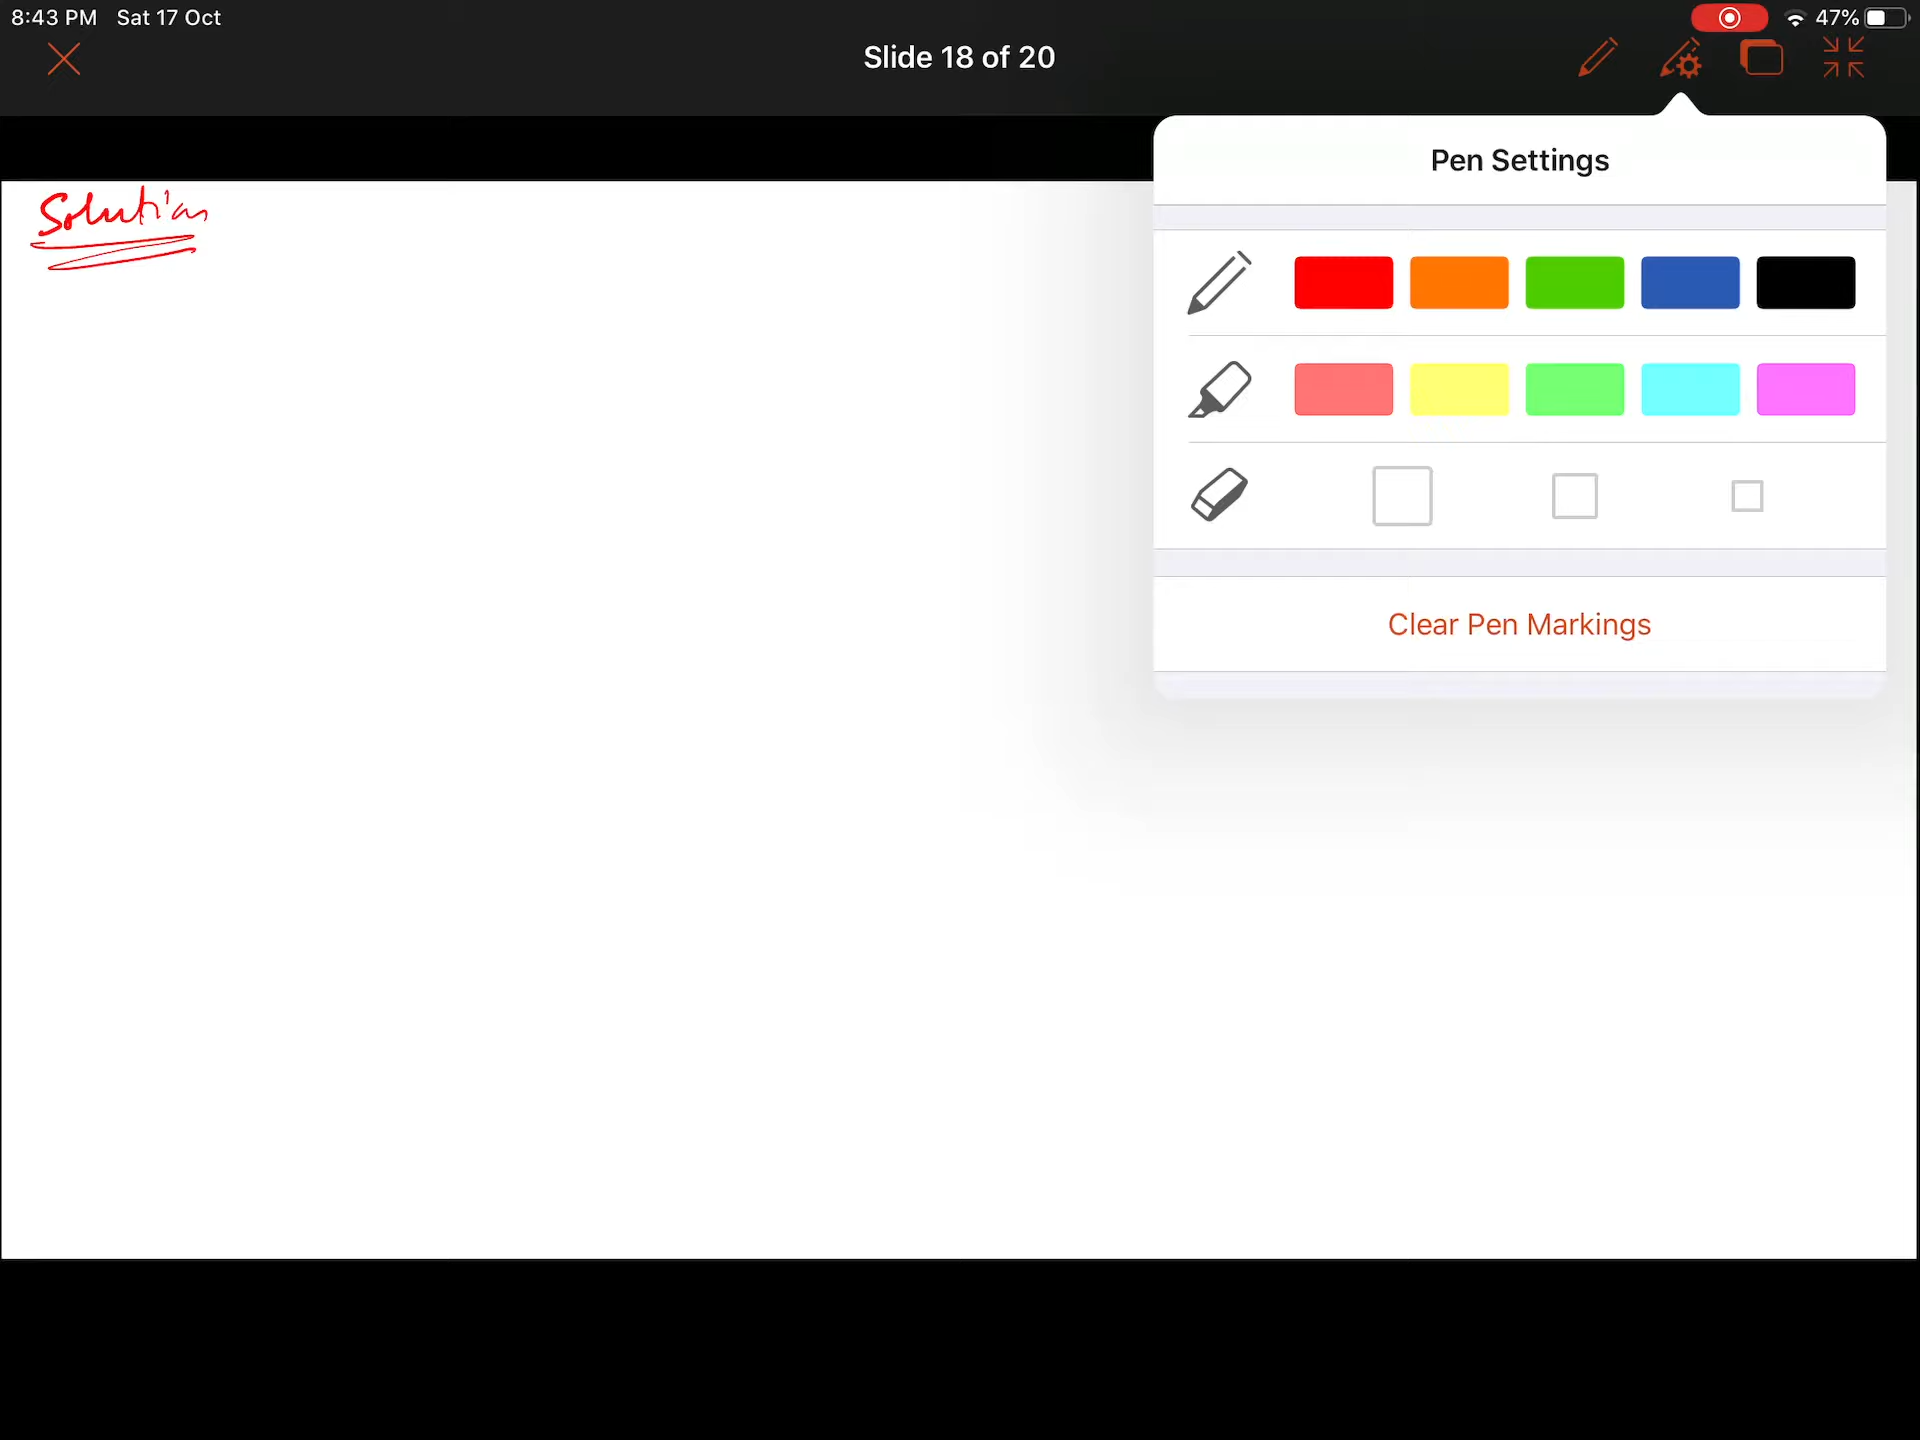 8:43 PM Sat 17 Oct 47%
Slide 18 of 20
Pen Settings
Solution
Clear Pen Markings